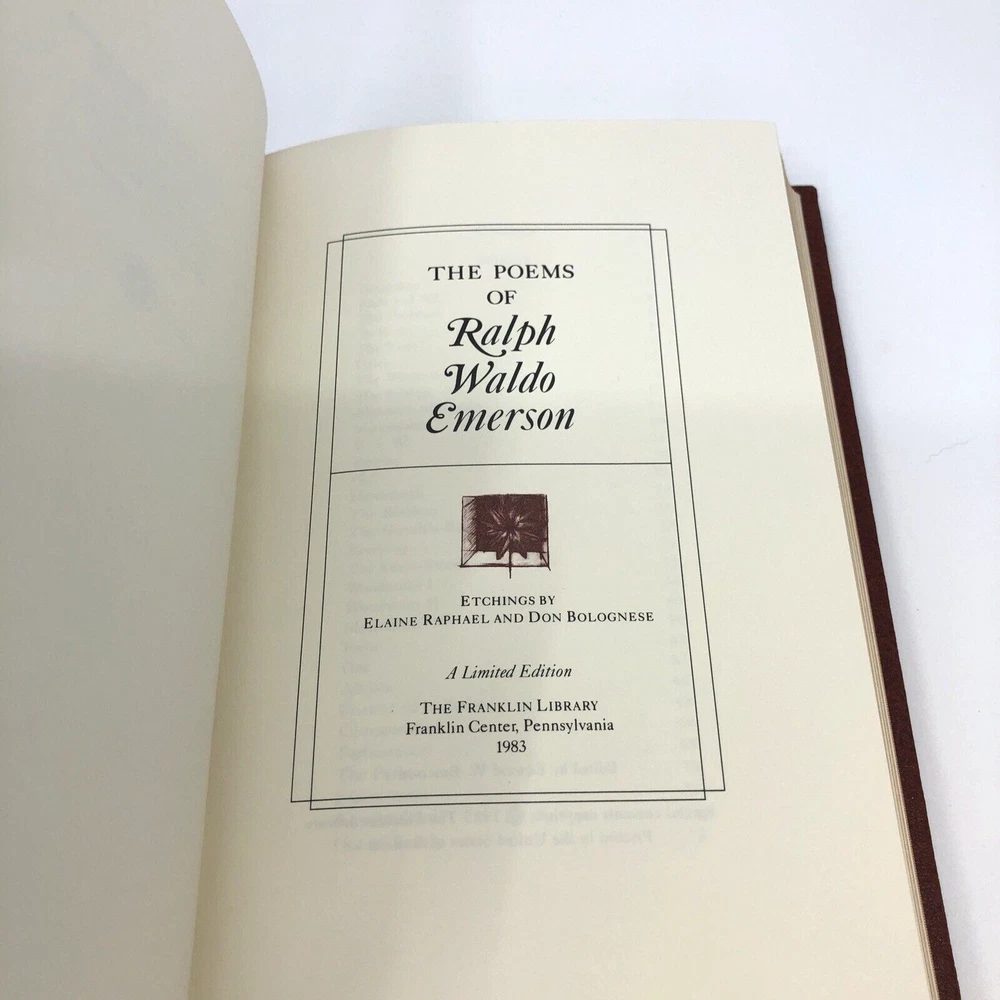 THE POEMS
OF
Ralph
Waldo
Emerson
ETCHINGS BY
ELAINE RAPHAEL AND DON BOLOGNESE
A Limited Edition
THE FRANKLIN LIBRARY
Franklin Center, Pennsylvania
1983